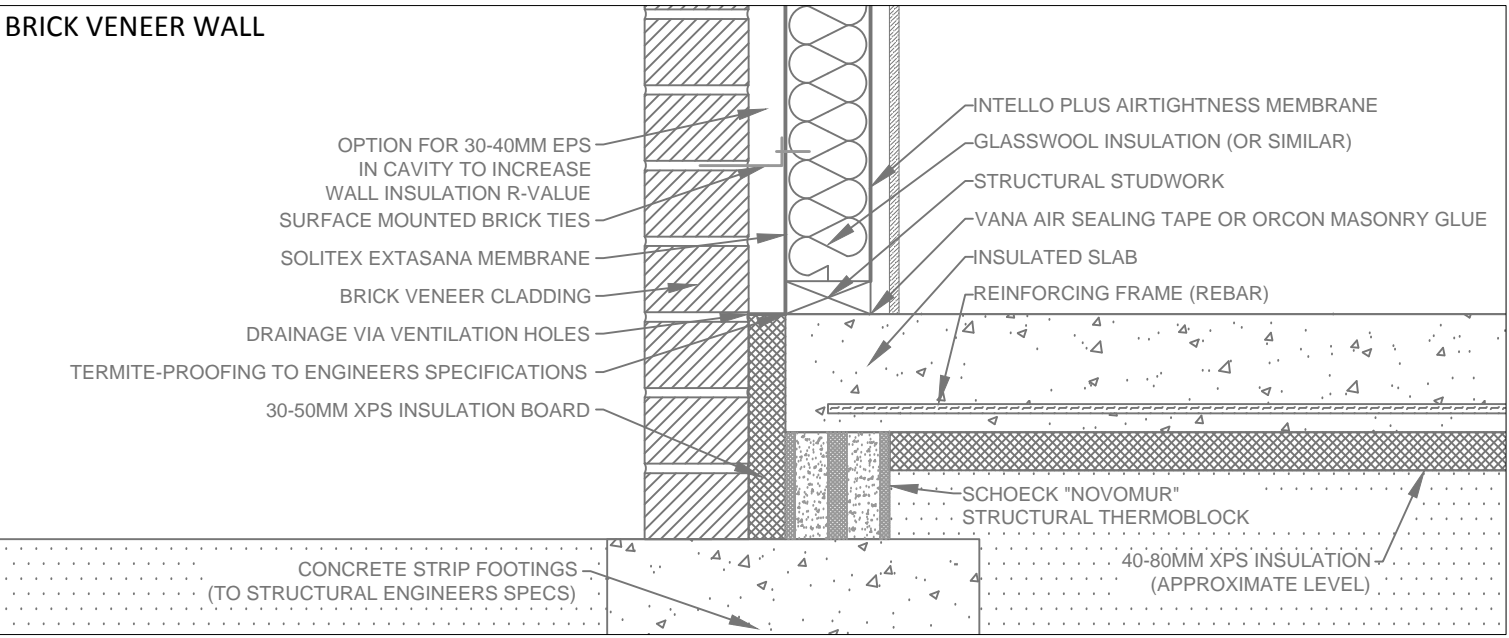 BRICK VENEER WALL
OPTION FOR 30-40MM EPS
IN CAVITY TO INCREASE
WALL INSULATION R-VALUE
SURFACE MOUNTED BRICK TIES
SOLITEX EXTASANA MEMBRANE
BRICK VENEER CLADDING
DRAINAGE VIA VENTILATION HOLES
TERMITE-PROOFING TO ENGINEERS SPECIFICATIONS
30-50MM XPS INSULATION BOARD
CONCRETE STRIP FOOTINGS
(TO STRUCTURAL ENGINEERS SPECS)
INTELLO PLUS AIRTIGHTNESS MEMBRANE
GLASSWOOL INSULATION (OR SIMILAR)
STRUCTURAL STUDWORK
VANA AIR SEALING TAPE OR ORCON MASONRY GLUE
INSULATED SLAB
REINFORCING FRAME (REBAR)
SCHOECK "NOVOMUR"
STRUCTURAL THERMOBLOCK
40-80MM XPS INSULATION
(APPROXIMATE LEVEL)